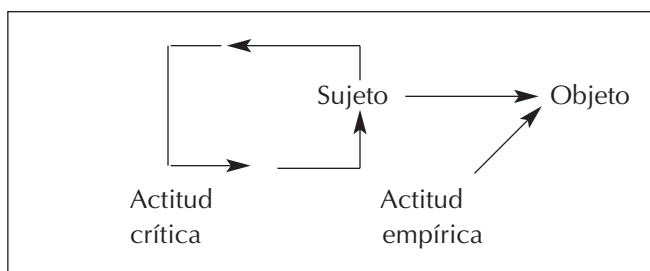 Sujeto
Objeto
Actitud
crítica
Actitud
empírica